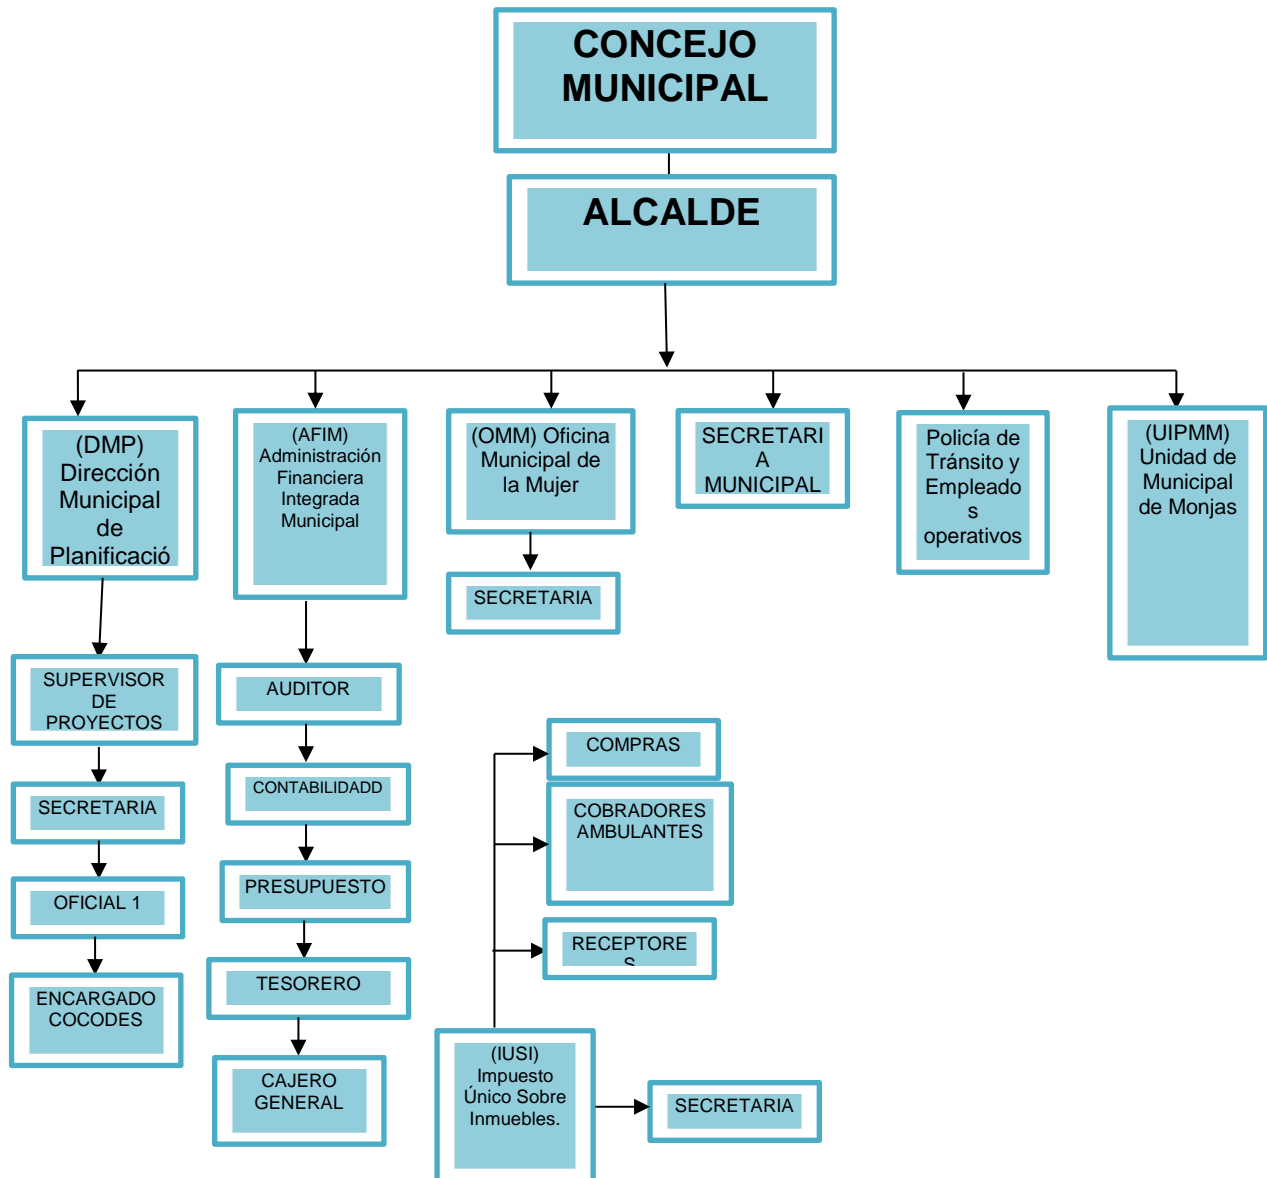 CONCEJO
MUNICIPAL
ALCALDE
(DMP)
Dirección
Municipal
de
Planificació
(AFIM)
Administración
Financiera
Integrada
Municipal
(OMM) Oficina
Municipal de
la Mujer
SECRETARI
A
MUNICIPAL
Policía de
Tránsito y
Empleado
s
operativos
(UIPMM)
Unidad de
Municipal
de Monjas
SECRETARIA
SUPERVISOR
DE
PROYECTOS
AUDITOR
COMPRAS
SECRETARIA
CONTABILIDADD
COBRADORES
AMBULANTES
OFICIAL 1
PRESUPUESTO
RECEPTORE
S
ENCARGADO
COCODES
TESORERO
CAJERO
GENERAL
(IUSI)
Impuesto
Único Sobre
Inmuebles.
SECRETARIA